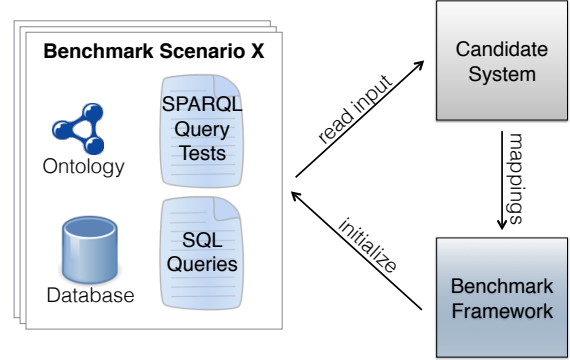 Benchmark Scenario X
SPARQL
Query
Tests
Ontology
SQL
Queries
Database
read input
Candidate
System
mappings
initialize
Benchmark
Framework